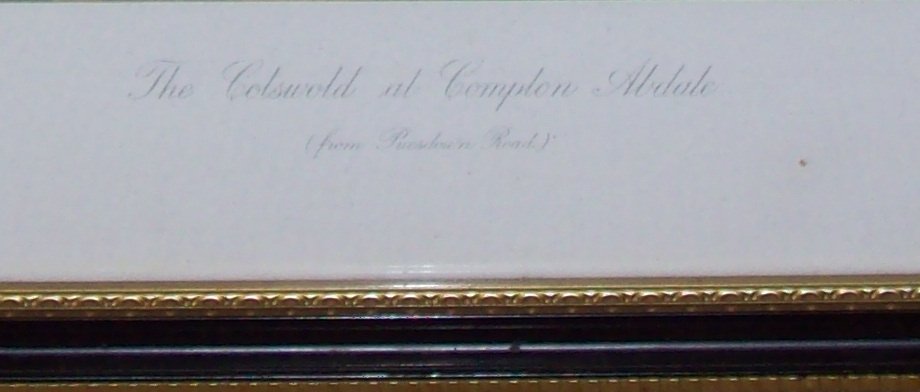 The Cotswold at Compton Abdale
(from Puesdown Road)